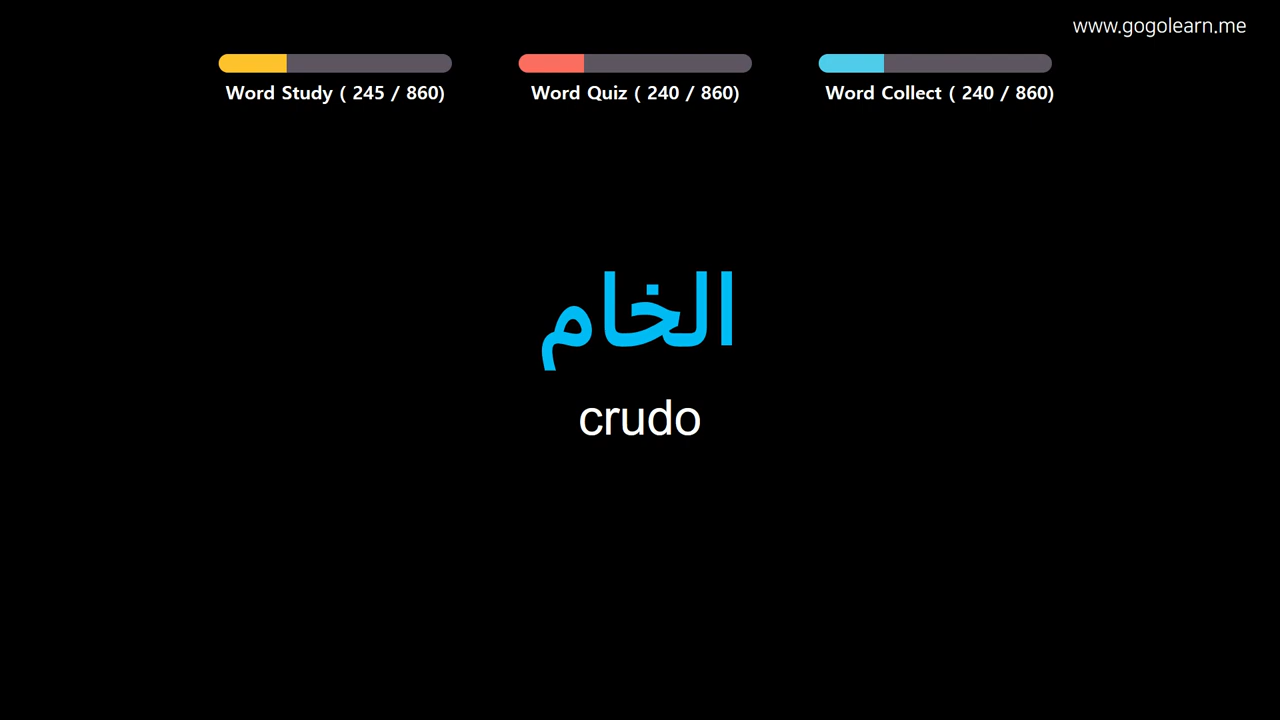 www.gogolearn.me
Word Study ( 245 / 860)
Word Quiz ( 240 / 860)
Word Collect ( 240 / 860)
الخام
crudo